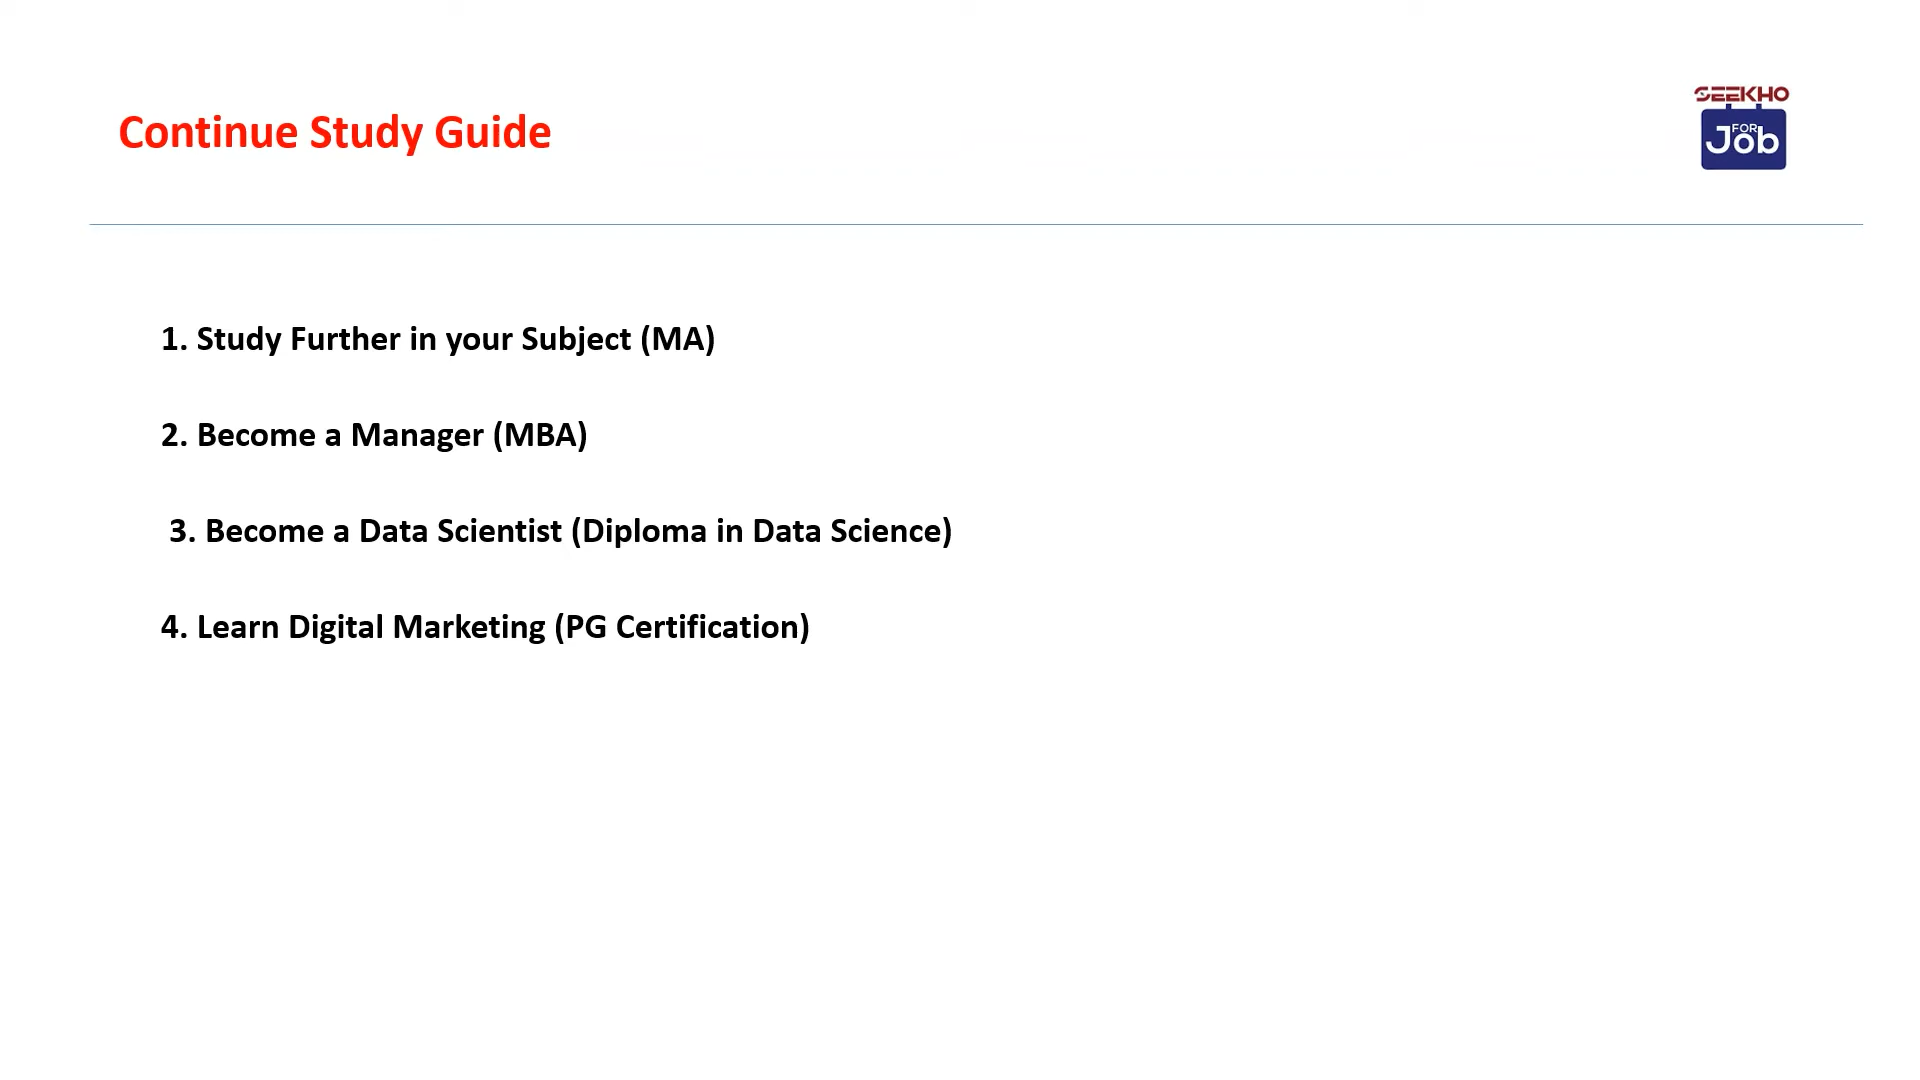 Continue Study Guide
SEEKHO
FOR
Job
1. Study Further in your Subject (MA)
2. Become a Manager (MBA)
3. Become a Data Scientist (Diploma in Data Science)
4. Learn Digital Marketing (PG Certification)